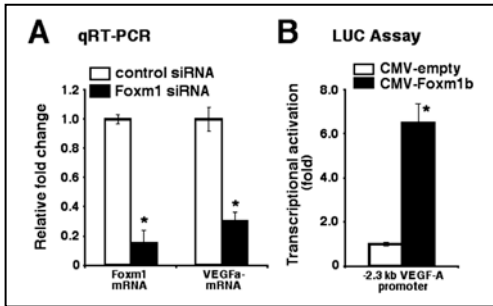 A qRT-PCR
control siRNA
Foxm1 siRNA
Relative fold change
1.2
1.0
0.8
0.6
0.4
0.2
0
*
*
Foxm1
mRNA
VEGFa-
mRNA
B LUC Assay
CMV-empty
CMV-Foxm1b
Transcriptional activation
(fold)
8.0
6.0
4.0
2.0
0
*
-2.3 kb VEGF-A
promoter